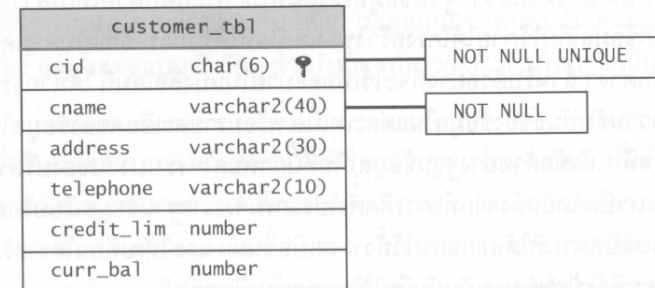 customer_tbl
cid char(6) NOT NULL UNIQUE
cname varchar2(40) NOT NULL
address varchar2(30)
telephone varchar2(10)
credit_lim number
curr_bal number